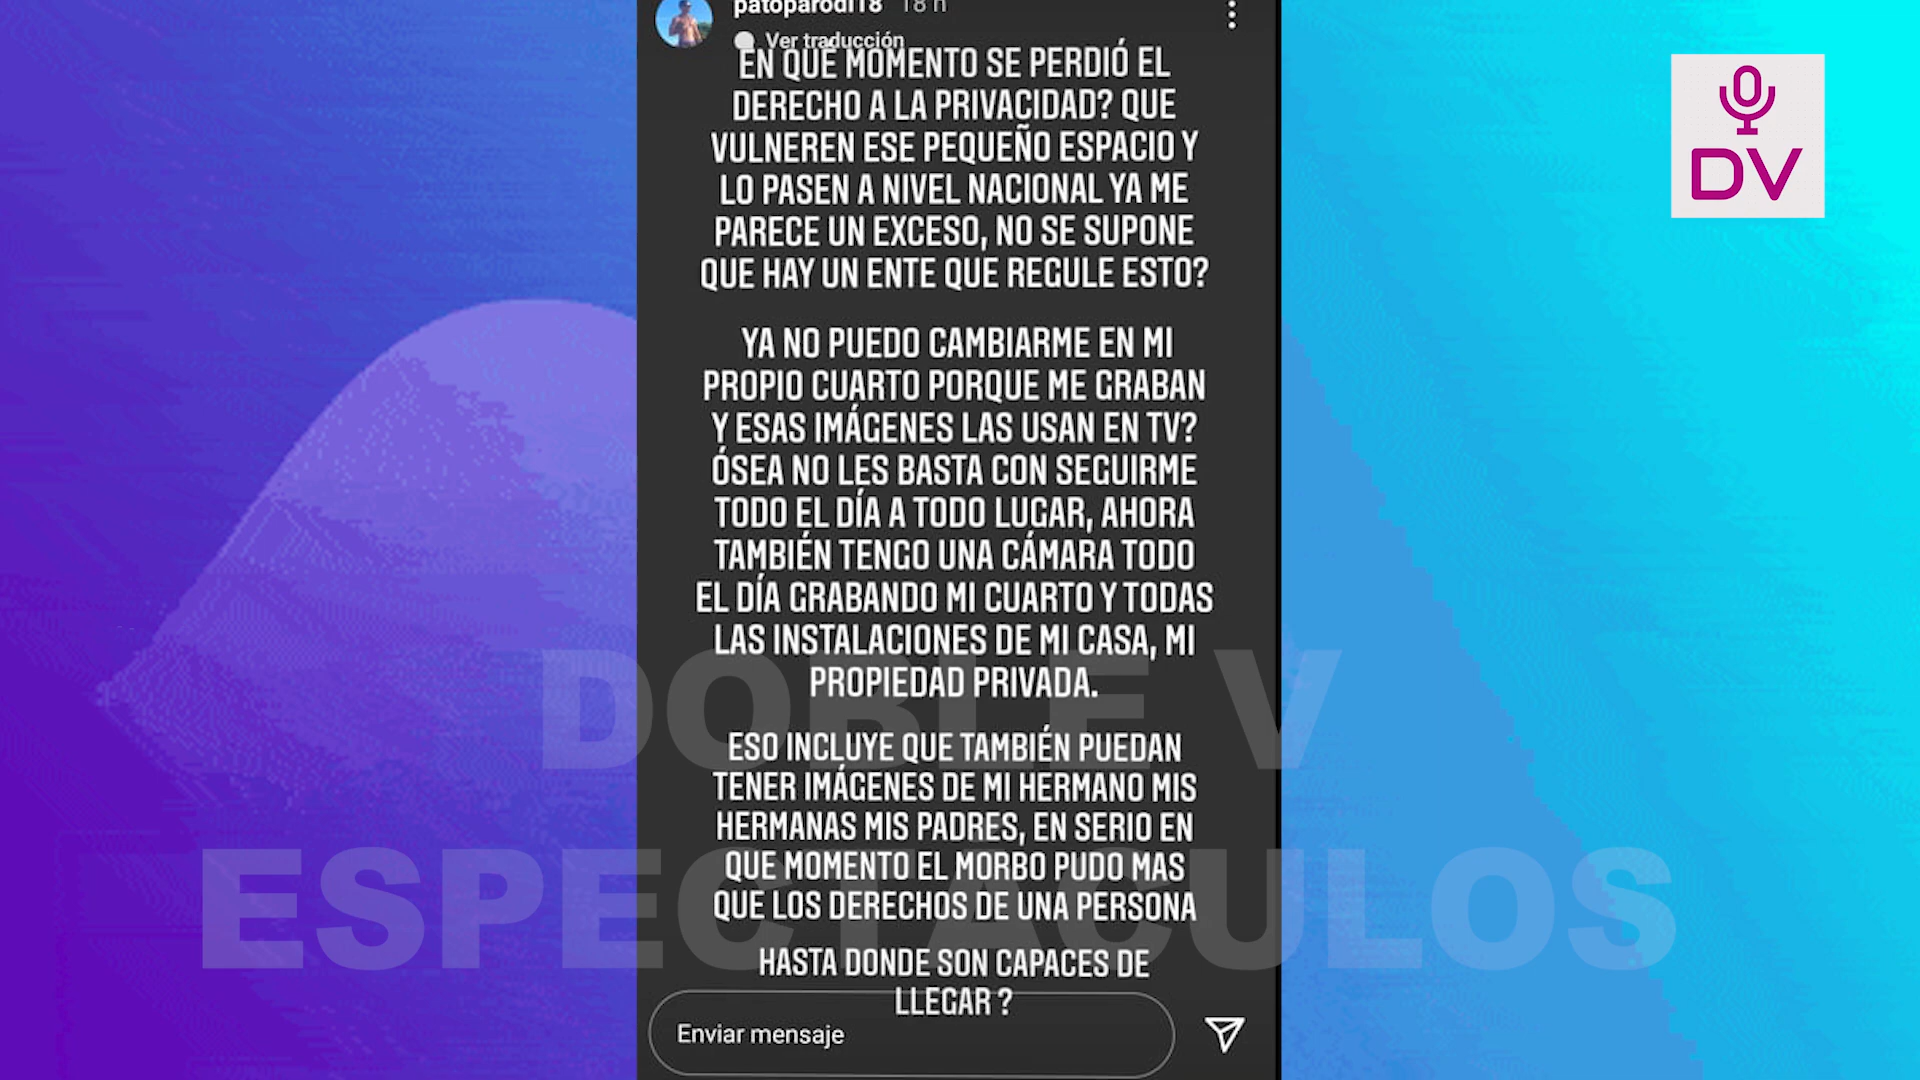 patoparodi18 18 h
Ver traducción
EN QUÉ MOMENTO SE PERDIÓ EL
DERECHO A LA PRIVACIDAD? QUE
VULNEREN ESE PEQUEÑO ESPACIO Y
LO PASEN A NIVEL NACIONAL YA ME
PARECE UN EXCESO, NO SE SUPONE
QUE HAY UN ENTE QUE REGULE ESTO?
YA NO PUEDO CAMBIARME EN MI
PROPIO CUARTO PORQUE ME GRABAN
Y ESAS IMÁGENES LAS USAN EN TV?
ÓSEA NO LES BASTA CON SEGUIRME
TODO EL DÍA A TODO LUGAR, AHORA
TAMBIÉN TENGO UNA CÁMARA TODO
EL DÍA GRABANDO MI CUARTO Y TODAS
LAS INSTALACIONES DE MI CASA, MI
PROPIEDAD PRIVADA.
ESO INCLUYE QUE TAMBIÉN PUEDAN
TENER IMÁGENES DE MI HERMANO MIS
HERMANAS MIS PADRES, EN SERIO EN
QUE MOMENTO EL MORBO PUDO MAS
QUE LOS DERECHOS DE UNA PERSONA
HASTA DONDE SON CAPACES DE
LLEGAR ?
Enviar mensaje
DV
DOBLE V
ESPECTÁCULOS